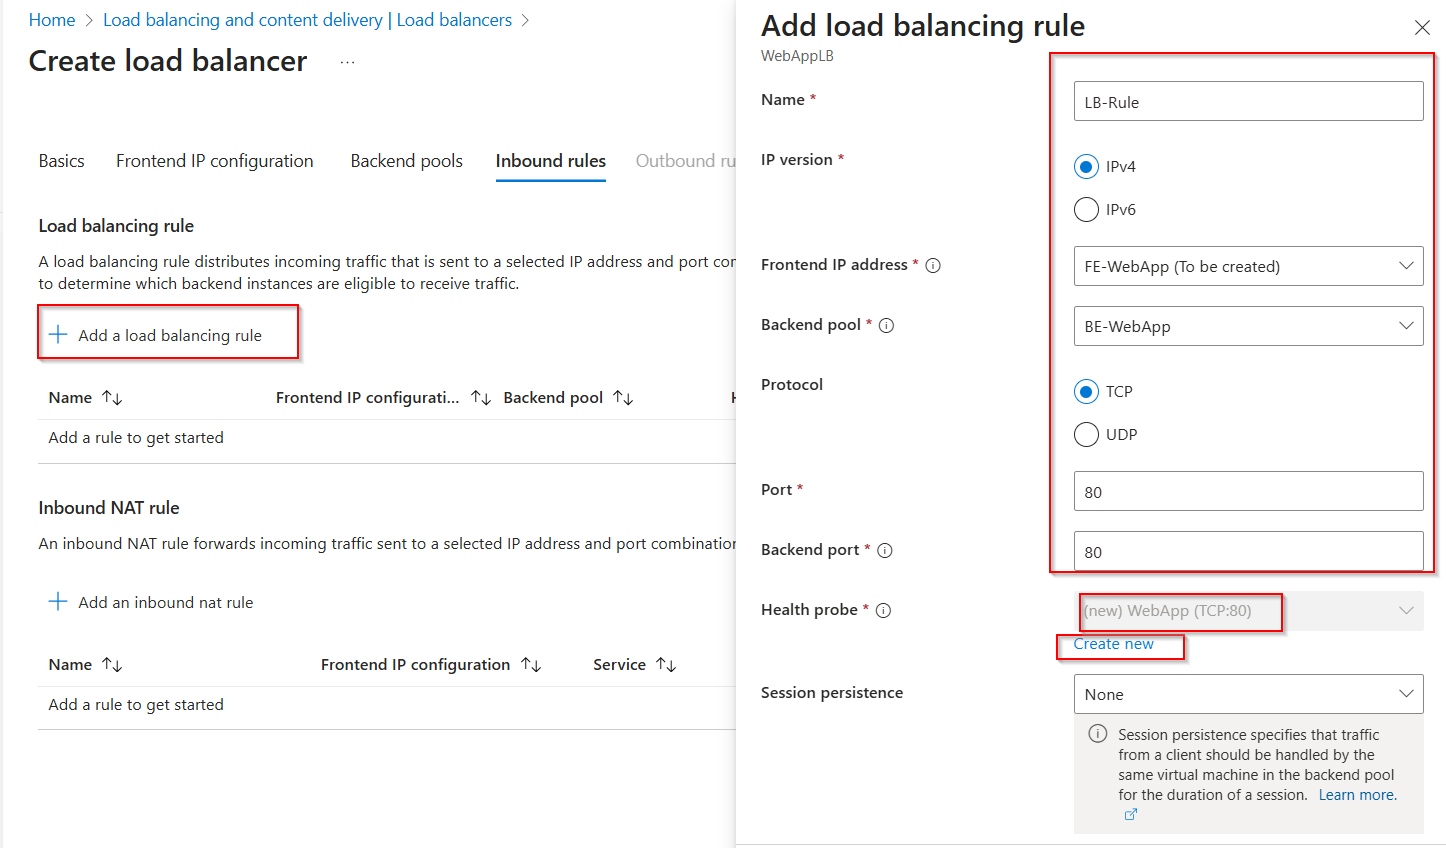 Home > Load balancing and content delivery | Load balancers >
Create load balancer ...
Basics Frontend IP configuration Backend pools Inbound rules Outbound ru
Load balancing rule
A load balancing rule distributes incoming traffic that is sent to a selected IP address and port con
to determine which backend instances are eligible to receive traffic.
+ Add a load balancing rule
Name ↑↓ Frontend IP configurati... ↑↓ Backend pool ↑↓
Add a rule to get started
Inbound NAT rule
An inbound NAT rule forwards incoming traffic sent to a selected IP address and port combination
+ Add an inbound nat rule
Name ↑↓ Frontend IP configuration ↑↓ Service ↑↓
Add a rule to get started
Add load balancing rule
WebAppLB
Name *
LB-Rule
IP version *
IPv4
IPv6
Frontend IP address *
FE-WebApp (To be created)
Backend pool *
BE-WebApp
Protocol
TCP
UDP
Port *
80
Backend port *
80
Health probe *
(new) WebApp (TCP:80)
Create new
Session persistence
None
Session persistence specifies that traffic
from a client should be handled by the
same virtual machine in the backend pool
for the duration of a session. Learn more.